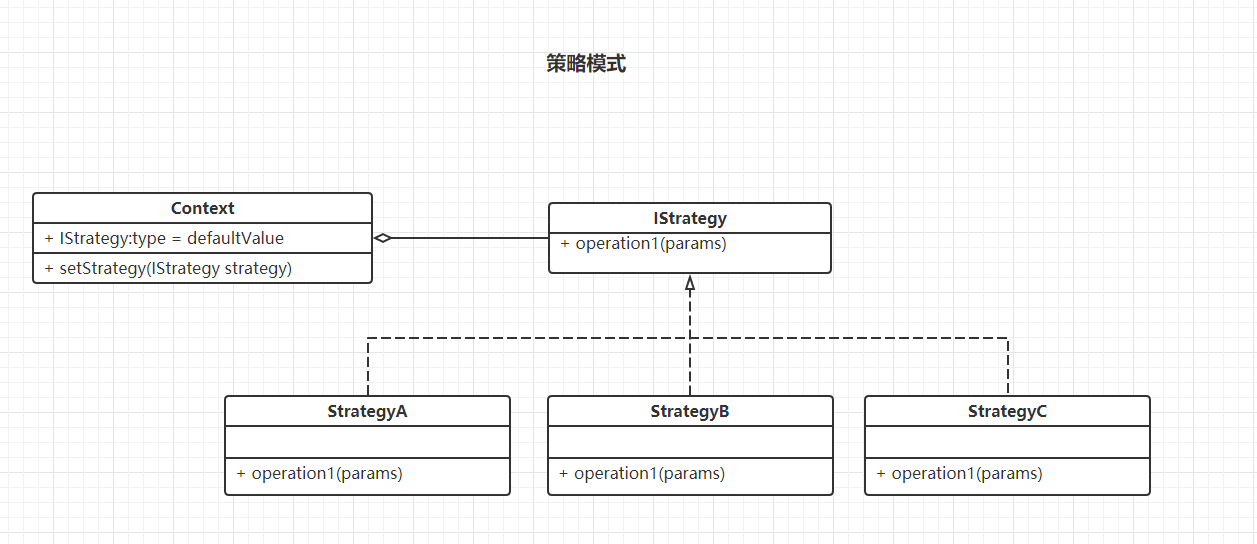 策略模式
Context
+ IStrategy:type = defaultValue
+ setStrategy(IStrategy strategy)
IStrategy
+ operation1(params)
StrategyA
+ operation1(params)
StrategyB
+ operation1(params)
StrategyC
+ operation1(params)